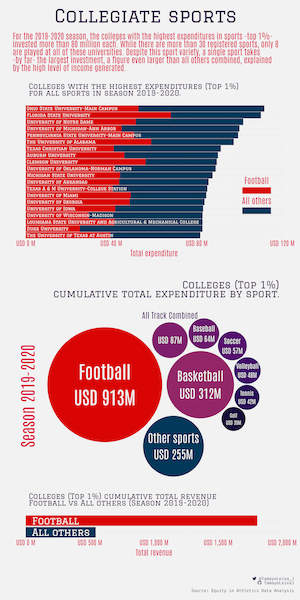 Collegiate sports
For the 2019-2020 season, the colleges with the highest expenditures in sports -top 1%-
invested more than 80 million each. While there are more than 30 registered sports, only 8
are played at all of these universities. Despite this sport variety, a single sport takes
-by far- the largest investment, a figure even larger than all others combined, explained
by the high level of income generated.
Colleges with the highest expenditures (Top 1%)
for all sports in season 2019-2020.
Ohio State University-Main Campus
Florida State University
University of Notre Dame
University of Michigan-Ann Arbor
Pennsylvania State University-Main Campus
The University of Alabama
Texas Christian University
Auburn University
Clemson University
University of Oklahoma-Norman Campus
Michigan State University
University of Arkansas
Texas A & M University-College Station
University of Miami
University of Georgia
University of Iowa
University of Wisconsin-Madison
Louisiana State University and Agricultural & Mechanical College
Duke University
The University of Texas at Austin
Football
All others
USD 0 M
USD 40 M
USD 80 M
USD 120 M
Total expenditure
Colleges (Top 1%)
cumulative total expenditure by sport.
Season 2019-2020
All Track Combined
USD 87M
Baseball
USD 64M
Soccer
USD 57M
Football
USD 913M
Basketball
USD 312M
Volleyball
USD 48M
Tennis
USD 42M
Golf
Other sports
USD 255M
Colleges (Top 1%) cumulative total revenue
Football vs All others (Season 2019-2020)
Football
All others
USD 0 M
USD 500 M
USD 1,000 M
USD 1,500 M
USD 2,000 M
Total revenue
@TamayoLeiva_J
TamayoLeivaJ
Source: Equity in Athletics Data Analysis